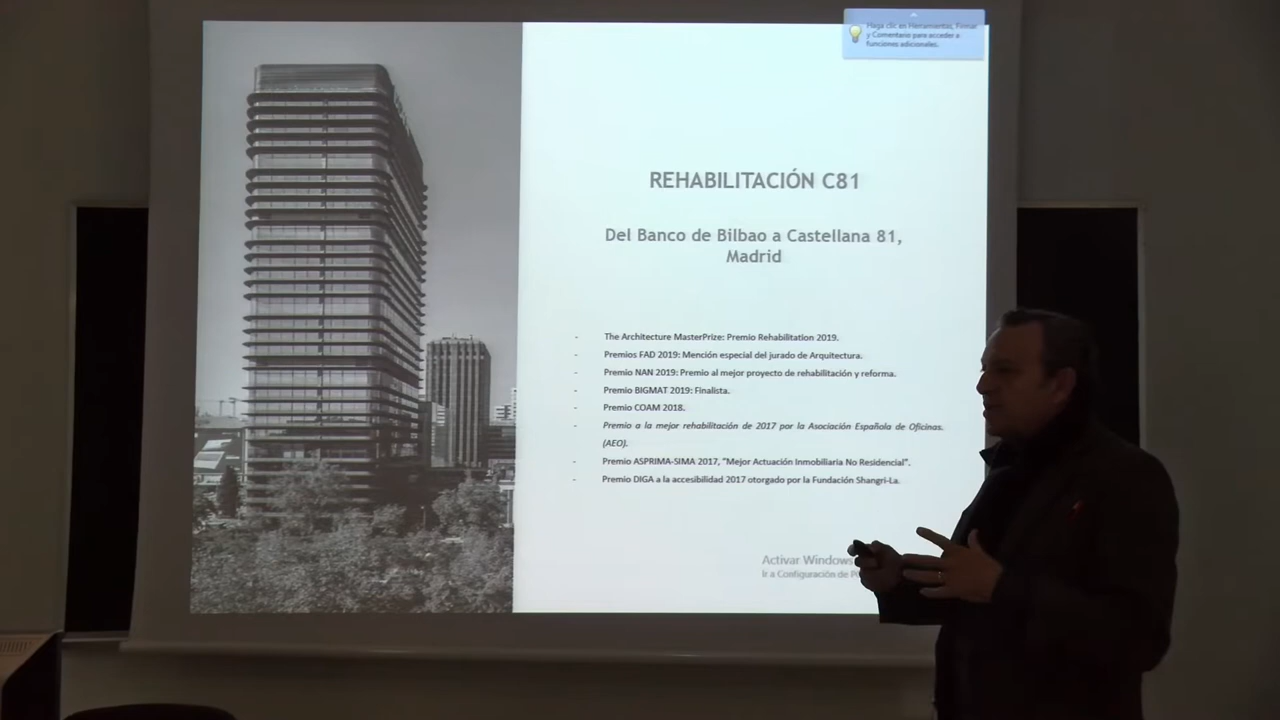 Haga clic en Herramientas, Firmar
y Comentario para acceder a
funciones adicionales.
REHABILITACIÓN C81
Del Banco de Bilbao a Castellana 81,
Madrid
- The Architecture MasterPrize: Premio Rehabilitation 2019.
- Premios FAD 2019: Mención especial del jurado de Arquitectura.
- Premio NAN 2019: Premio al mejor proyecto de rehabilitación y reforma.
- Premio BIGMAT 2019: Finalista.
- Premio COAM 2018.
- Premio a la mejor rehabilitación de 2017 por la Asociación Española de Oficinas.
(AEO).
- Premio ASPRIMA-SIMA 2017, "Mejor Actuación Inmobiliaria No Residencial".
- Premio DIGA a la accesibilidad 2017 otorgado por la Fundación Shangri-La.
Activar Windows
Ir a Configuración de